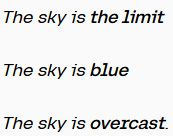 The sky is the limit
The sky is blue
The sky is overcast.